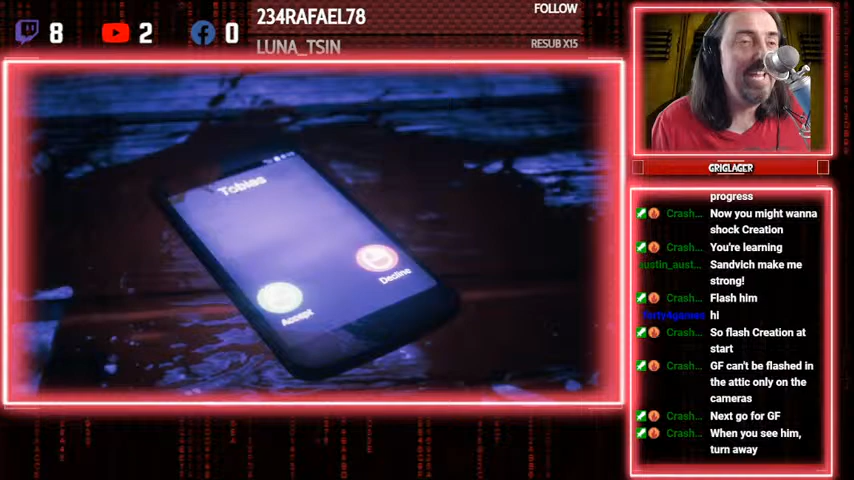 8
2
0
234RAFAEL78
LUNA_TSIN
FOLLOW
RESUB X15
Tobias
Accept
Decline
GRIGLAGER
progress
Crash... Now you might wanna
shock Creation
Crash... You're learning
Sandvich make me
strong!
Crash... Flash him
hi
Crash... So flash Creation at
start
Crash... GF can't be flashed in
the attic only on the
cameras
Crash... Next go for GF
Crash... When you see him,
turn away